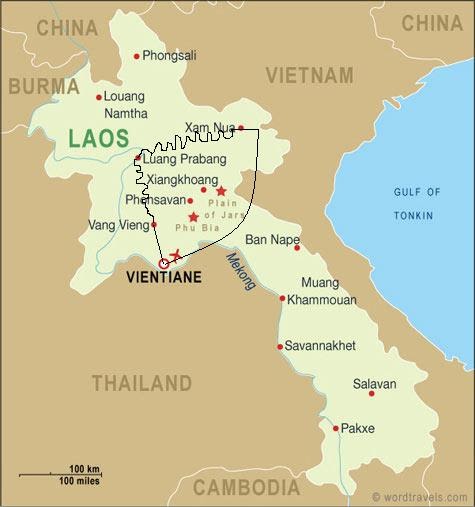 CHINA
CHINA
Phongsali
BURMA
VIETNAM
Louang
Namtha
LAOS
Xam Nua
Luang Prabang
Xiangkhoang
Phonsavan
Plain
of Jars
Phu Bia
GULF OF
TONKIN
Vang Vieng
Ban Nape
VIENTIANE
Mekong
Muang
Khammouan
Savannakhet
THAILAND
Salavan
Pakxe
100 km
100 miles
CAMBODIA
© wordtravels.com